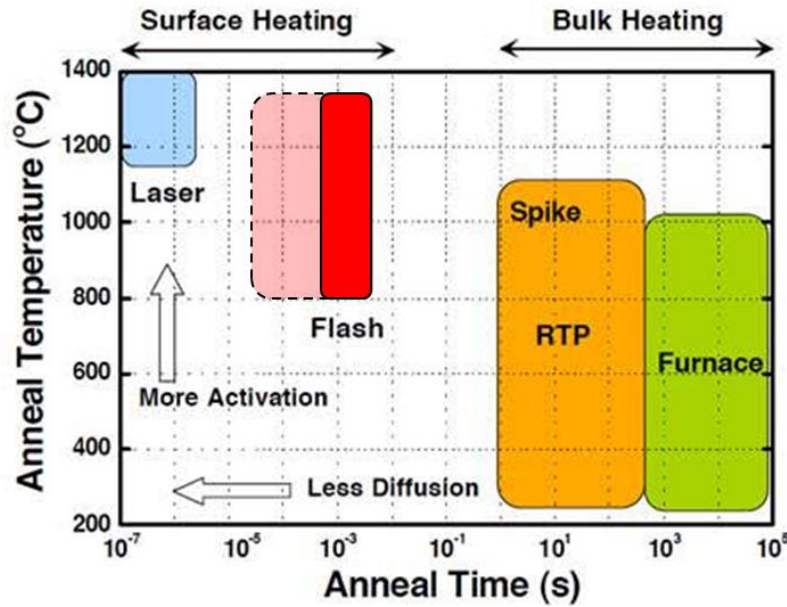 Surface Heating
Bulk Heating
Anneal Temperature (°C)
1400
1200
1000
800
600
400
200
Laser
Spike
Flash
RTP
Furnace
More Activation
Less Diffusion
10-7
10-5
10-3
10-1
101
103
105
Anneal Time (s)